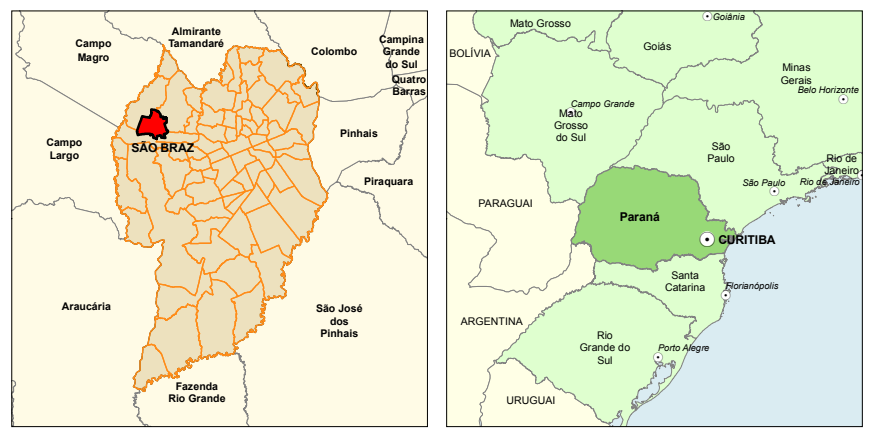 Almirante
Tamandaré
Campo
Magro
Colombo
Campina
Grande
do Sul
Quatro
Barras
Campo
Largo
SÃO BRAZ
Pinhais
Piraquara
Araucária
São José
dos
Pinhais
Fazenda
Rio Grande
Mato Grosso
Goiânia
Goiás
BOLÍVIA
Minas
Gerais
Belo Horizonte
Campo Grande
Mato
Grosso
do Sul
São
Paulo
Rio de
Janeiro
São Paulo
Rio de Janeiro
PARAGUAI
Paraná
CURITIBA
Santa
Catarina
Florianópolis
ARGENTINA
Rio
Grande do
Sul
Porto Alegre
URUGUAI